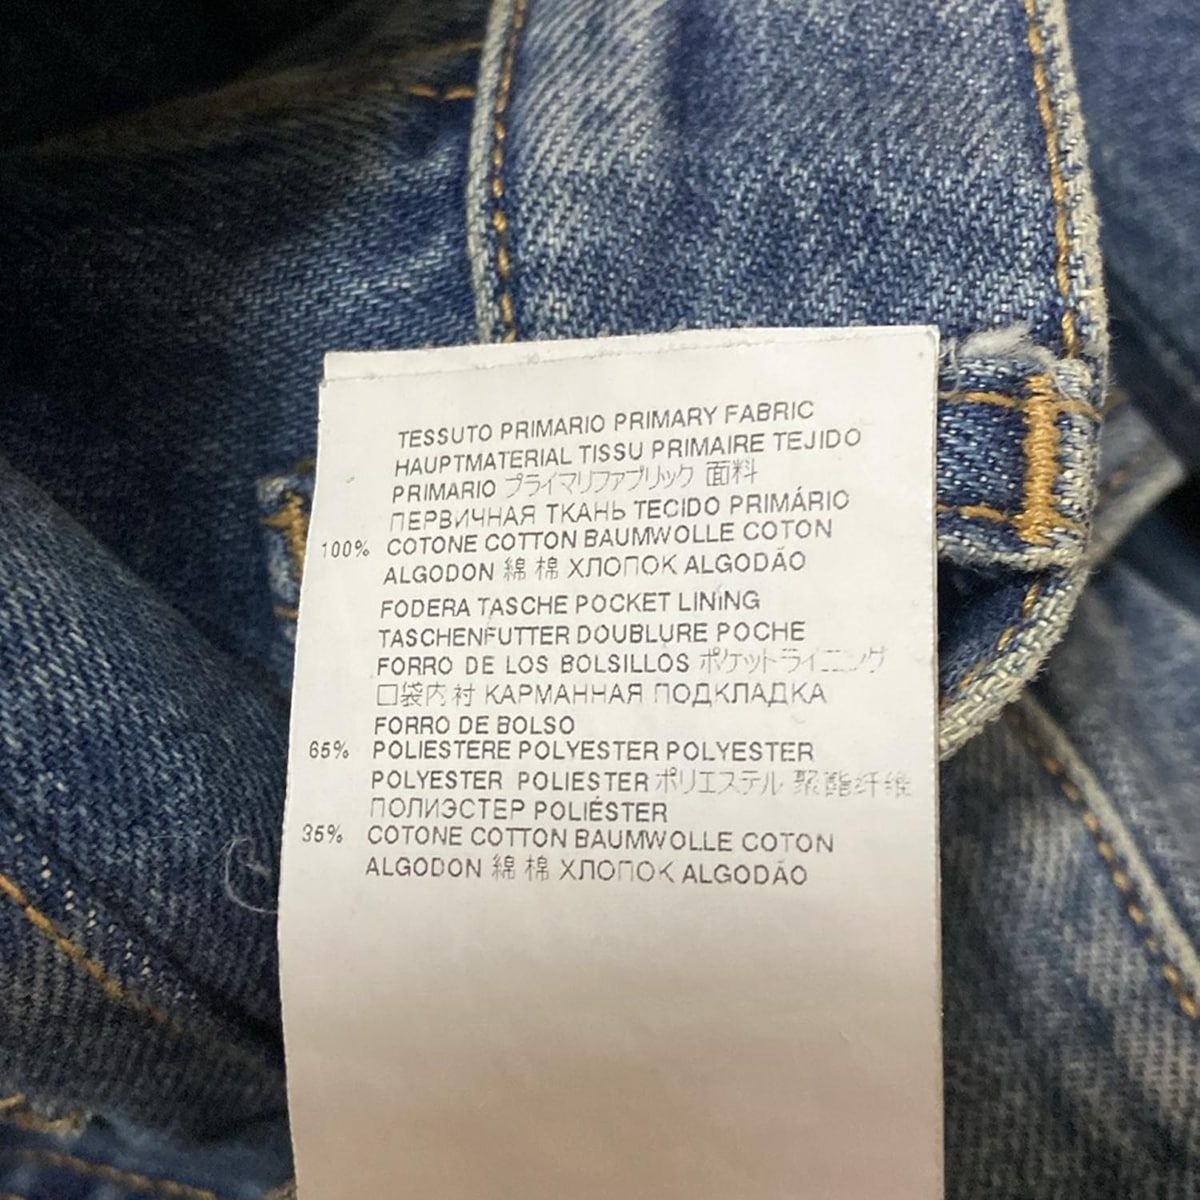 TESSUTO PRIMARIO PRIMARY FABRIC
HAUPTMATERIAL TISSU PRIMAIRE TEJIDO
PRIMARIO プライマリファブリック 面料
ПЕРВИЧНАЯ ТКАНЬ TECIDO PRIMÁRIO
100% COTONE COTTON BAUMWOLLE COTON
ALGODON 綿 棉 ХЛОПОК ALGODÃO
FODERA TASCHE POCKET LINING
TASCHENFUTTER DOUBLURE POCHE
FORRO DE LOS BOLSILLOS ポケットライニング
口袋内衬 КАРМАННАЯ ПОДКЛАДКА
FORRO DE BOLSO
65% POLIESTERE POLYESTER POLYESTER
POLYESTER POLIESTER ポリエステル 聚酯纤维
ПОЛИЭСТЕР POLIÉSTER
35% COTONE COTTON BAUMWOLLE COTON
ALGODON 綿 棉 ХЛОПОК ALGODÃO